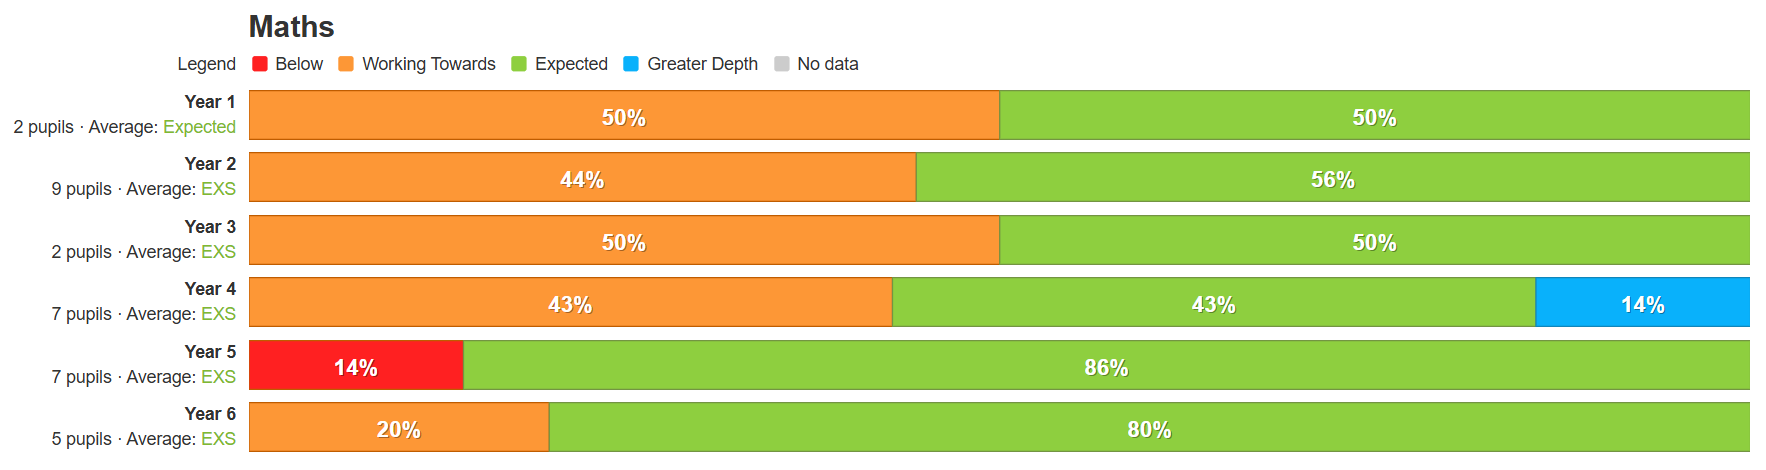 Maths
Legend Below Working Towards Expected Greater Depth No data
Year 1
2 pupils · Average: Expected
50% 50%
Year 2
9 pupils · Average: EXS
44% 56%
Year 3
2 pupils · Average: EXS
50% 50%
Year 4
7 pupils · Average: EXS
43% 43% 14%
Year 5
7 pupils · Average: EXS
14% 86%
Year 6
5 pupils · Average: EXS
20% 80%